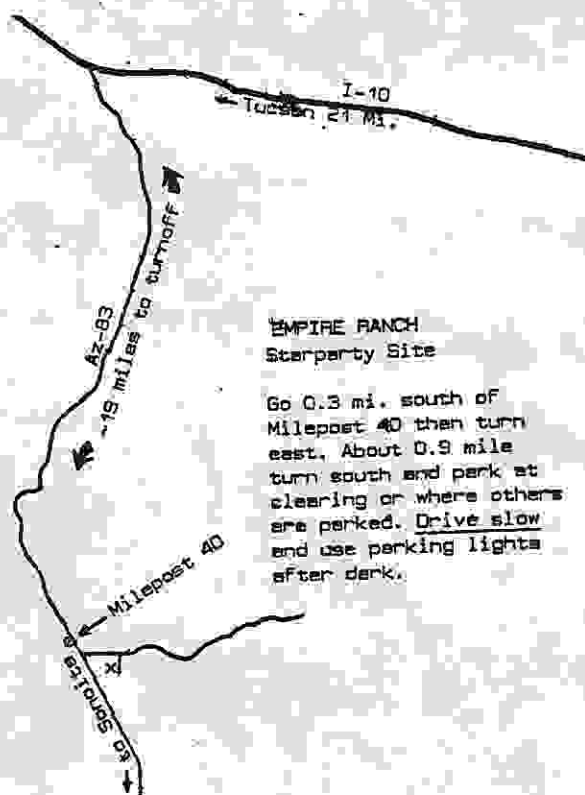 I-10
← Tucson 21 Mi.
Az-83
~19 miles to turnoff
EMPIRE RANCH
Starparty Site
Go 0.3 mi. south of
Milepost 40 then turn
east. About 0.9 mile
turn south and park at
clearing or where others
are parked. Drive slow
and use parking lights
after dark.
Milepost 40
X
to Sonoita